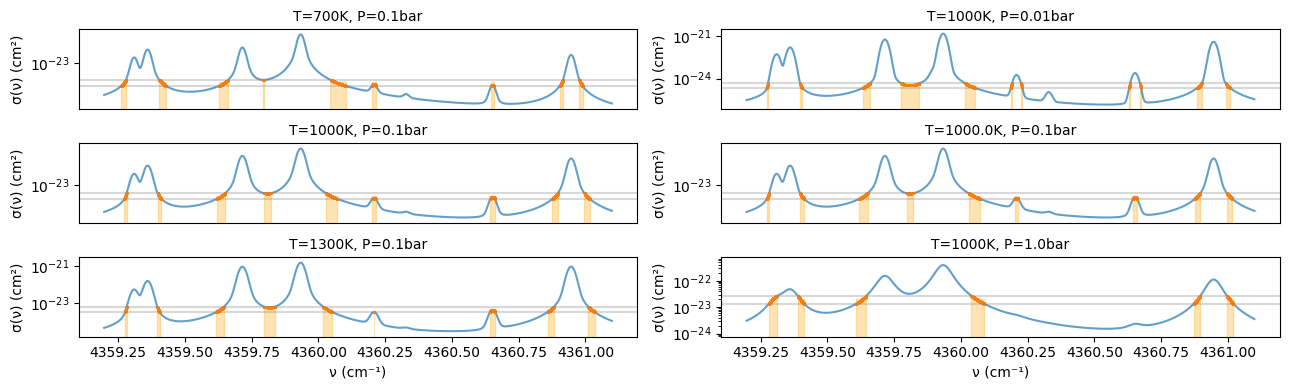 T=700K, P=0.1bar
σ(ν) (cm²)
10⁻²³
T=1000K, P=0.01bar
σ(ν) (cm²)
10⁻²¹
10⁻²⁴
T=1000K, P=0.1bar
σ(ν) (cm²)
10⁻²³
T=1000.0K, P=0.1bar
σ(ν) (cm²)
10⁻²³
T=1300K, P=0.1bar
σ(ν) (cm²)
10⁻²¹
10⁻²³
4359.25 4359.50 4359.75 4360.00 4360.25 4360.50 4360.75 4361.00
ν (cm⁻¹)
T=1000K, P=1.0bar
σ(ν) (cm²)
10⁻²²
10⁻²³
10⁻²⁴
4359.25 4359.50 4359.75 4360.00 4360.25 4360.50 4360.75 4361.00
ν (cm⁻¹)